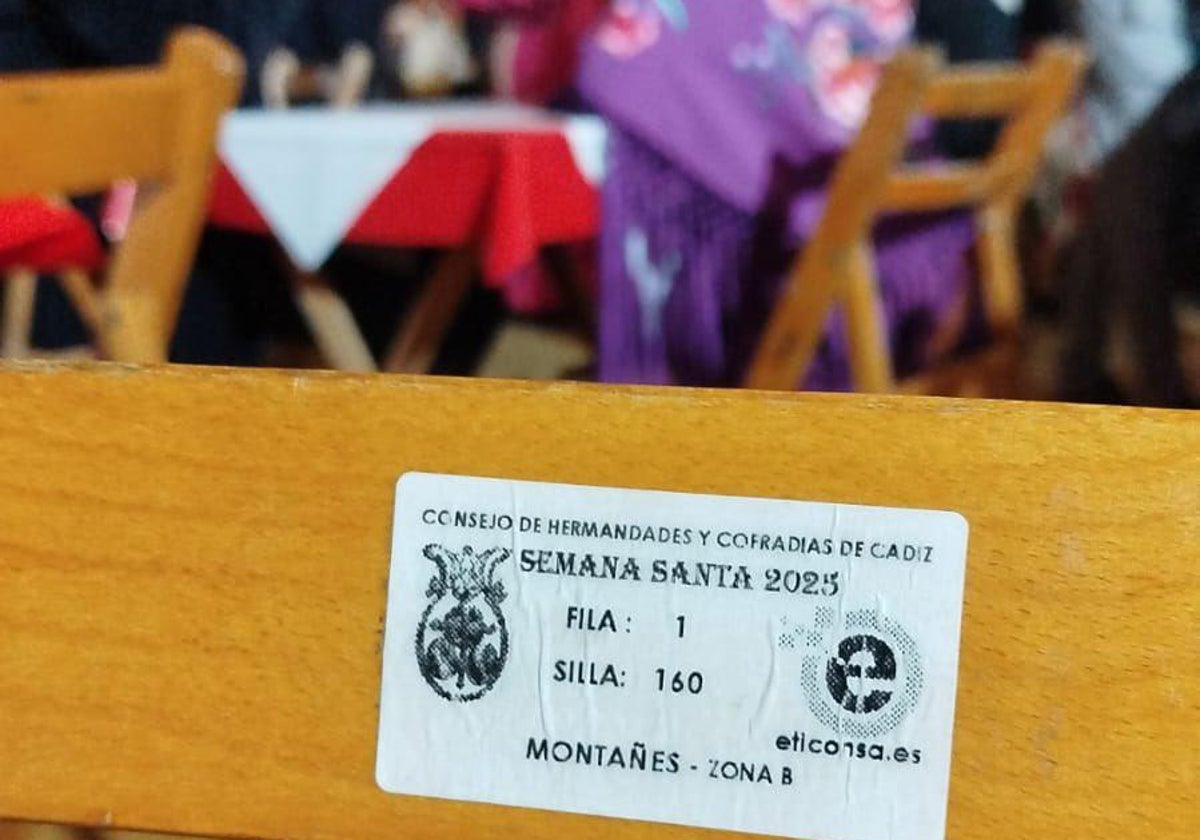 CONSEJO DE HERMANDADES Y COFRADIAS DE CADIZ
SEMANA SANTA 2025
FILA: 1
SILLA: 160
e
eticonsa.es
MONTAÑES - ZONA B